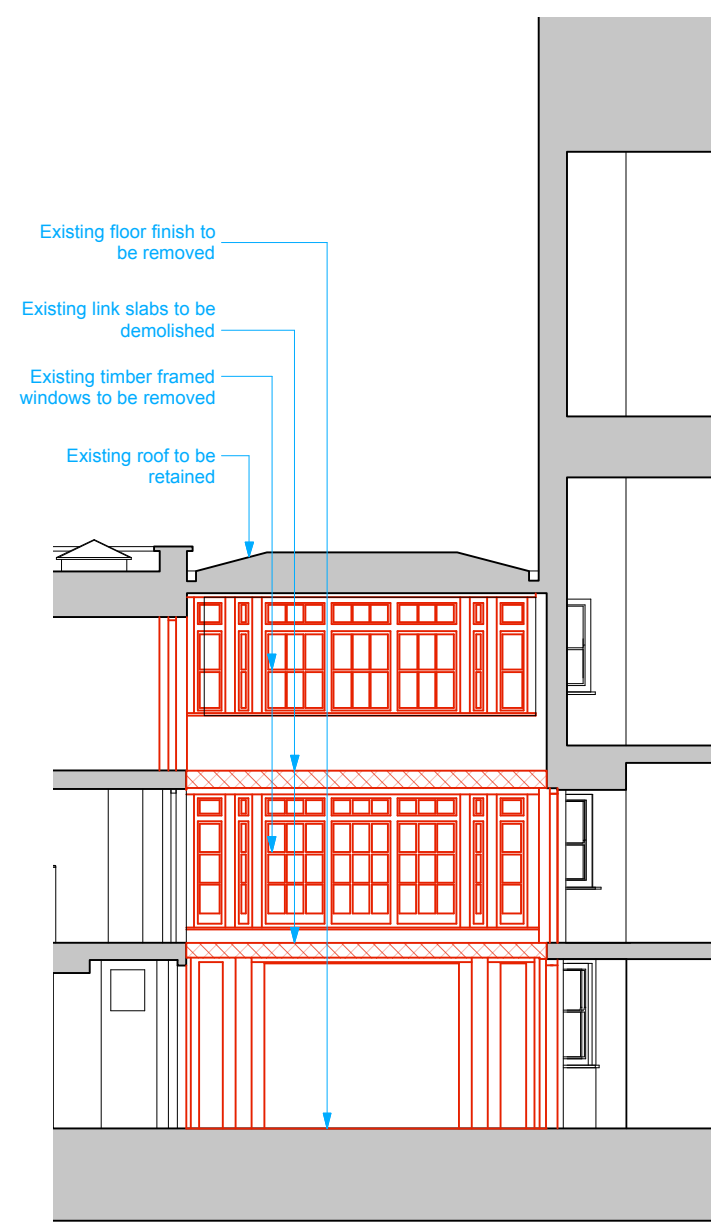 Existing floor finish to
be removed
Existing link slabs to be
demolished
Existing timber framed
windows to be removed
Existing roof to be
retained